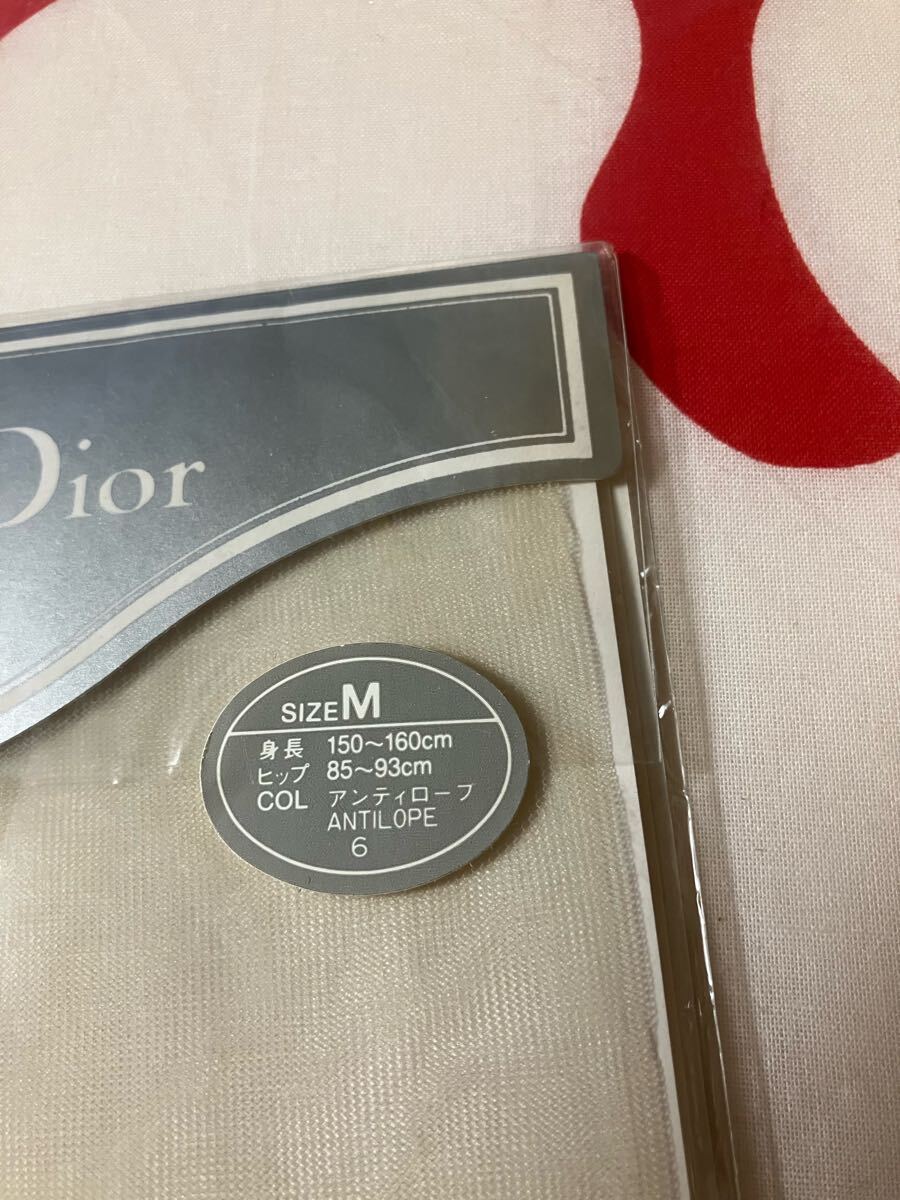 Dior
SIZE M
身長 150〜160cm
ヒップ 85〜93cm
COL アンティロープ
ANTILOPE
6